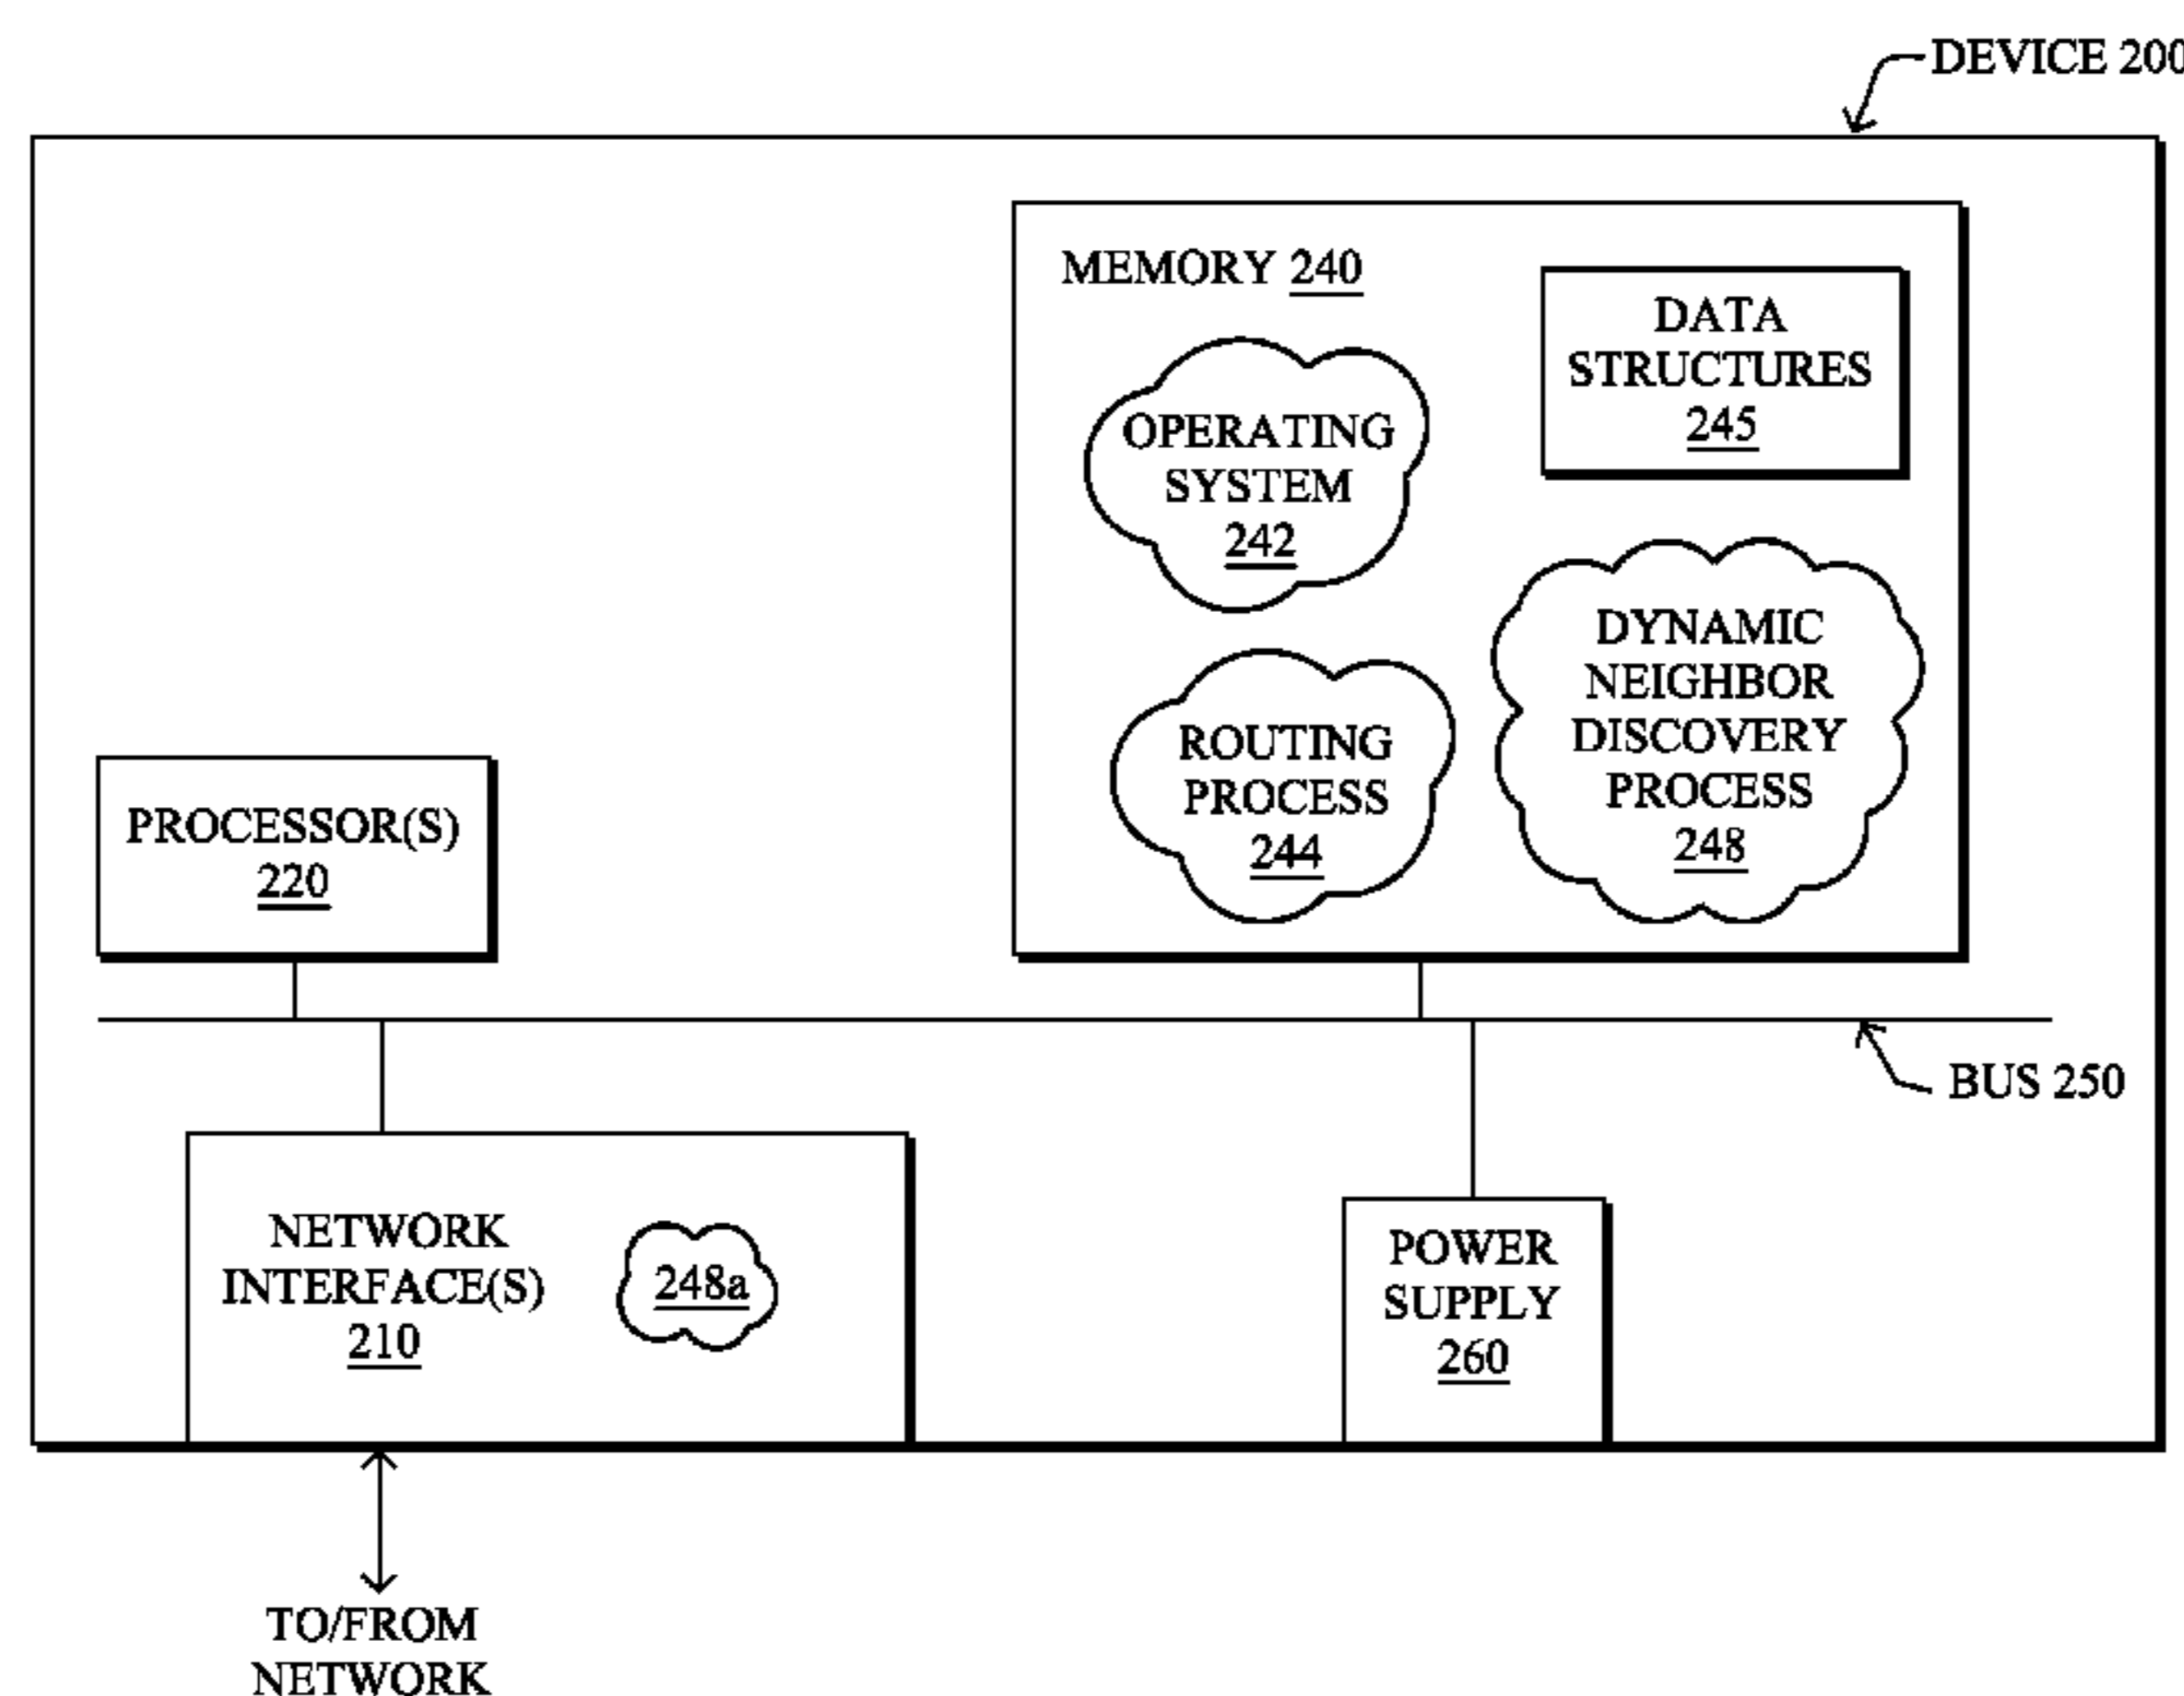 DEVICE 200
MEMORY 240
DATA
STRUCTURES
245
OPERATING
SYSTEM
242
DYNAMIC
NEIGHBOR
DISCOVERY
PROCESS
248
ROUTING
PROCESS
244
PROCESSOR(S)
220
BUS 250
NETWORK
INTERFACE(S)
210
248a
POWER
SUPPLY
260
TO/FROM
NETWORK